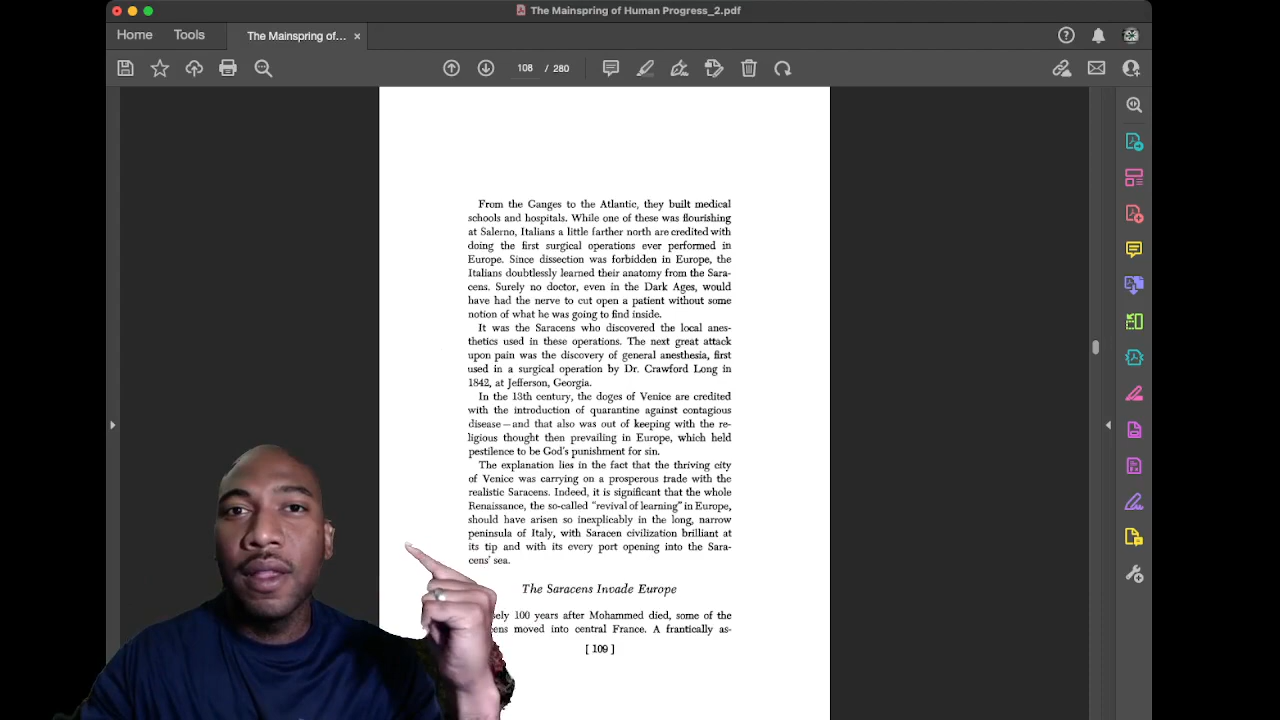 The Mainspring of Human Progress_2.pdf
Home Tools The Mainspring of... ×
108 / 280
From the Ganges to the Atlantic, they built medical
schools and hospitals. While one of these was flourishing
at Salerno, Italians a little farther north are credited with
doing the first surgical operations ever performed in
Europe. Since dissection was forbidden in Europe, the
Italians doubtlessly learned their anatomy from the Sara-
cens. Surely no doctor, even in the Dark Ages, would
have had the nerve to cut open a patient without some
notion of what he was going to find inside.
It was the Saracens who discovered the local anes-
thetics used in these operations. The next great attack
upon pain was the discovery of general anesthesia, first
used in a surgical operation by Dr. Crawford Long in
1842, at Jefferson, Georgia.
In the 13th century, the doges of Venice are credited
with the introduction of quarantine against contagious
disease—and that also was out of keeping with the re-
ligious thought then prevailing in Europe, which held
pestilence to be God's punishment for sin.
The explanation lies in the fact that the thriving city
of Venice was carrying on a prosperous trade with the
realistic Saracens. Indeed, it is significant that the whole
Renaissance, the so-called "revival of learning" in Europe,
should have arisen so inexplicably in the long, narrow
peninsula of Italy, with Saracen civilization brilliant at
its tip and with its every port opening into the Sara-
cens' sea.
The Saracens Invade Europe
100 years after Mohammed died, some of the
moved into central France. A frantically as-
[ 109 ]